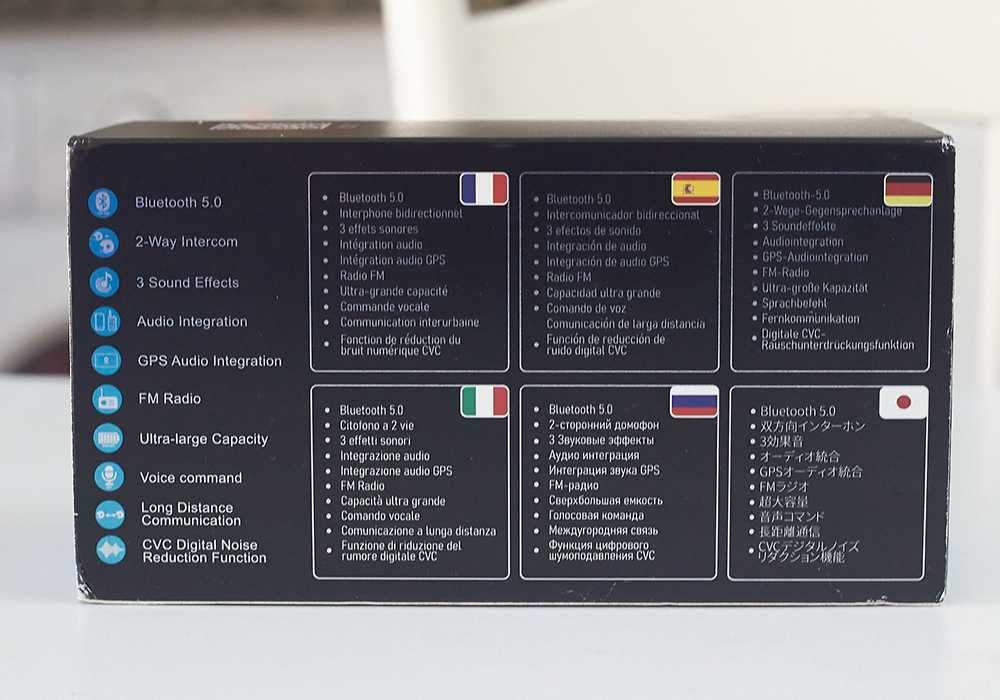 Bluetooth 5.0
2-Way Intercom
3 Sound Effects
Audio Integration
GPS Audio Integration
FM Radio
Ultra-large Capacity
Voice command
Long Distance
Communication
CVC Digital Noise
Reduction Function
Bluetooth 5.0
Interphone bidirectionnel
3 effets sonores
Intégration audio
Intégration audio GPS
Radio FM
Ultra-grande capacité
Commande vocale
Communication interurbaine
Fonction de réduction du
bruit numérique CVC
Bluetooth 5.0
Intercomunicador bidireccional
3 efectos de sonido
Integración de audio
Integración de audio GPS
Radio FM
Capacidad ultra grande
Comando de voz
Comunicación de larga distancia
Función de reducción de
ruido digital CVC
Bluetooth-5.0
2-Wege-Gegensprechanlage
3 Soundeffekte
Audiointegration
GPS-Audiointegration
FM-Radio
Ultra-große Kapazität
Sprachbefehl
Fernkommunikation
Digitale CVC-
Rauschunterdrückungsfunktion
Bluetooth 5.0
Citofono a 2 vie
3 effetti sonori
Integrazione audio
Integrazione audio GPS
FM Radio
Capacità ultra grande
Comando vocale
Comunicazione a lunga distanza
Funzione di riduzione del
rumore digitale CVC
Bluetooth 5.0
2-сторонний домофон
3 Звуковые эффекты
Аудио интеграция
Интеграция звука GPS
FM-радио
Сверхбольшая емкость
Голосовая команда
Междугородняя связь
Функция цифрового
шумоподавления CVC
Bluetooth 5.0
双方向インターホン
3効果音
オーディオ統合
GPSオーディオ統合
FMラジオ
超大容量
音声コマンド
長距離通信
CVCデジタルノイズ
リダクション機能